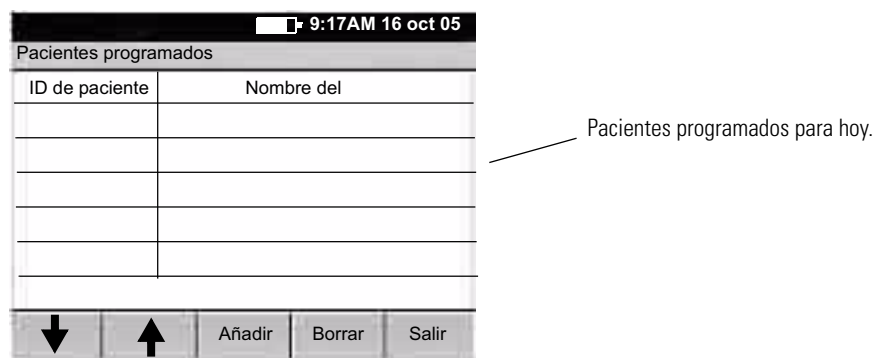 9:17AM 16 oct 05
Pacientes programados
ID de paciente Nombre del
Pacientes programados para hoy.
Añadir Borrar Salir